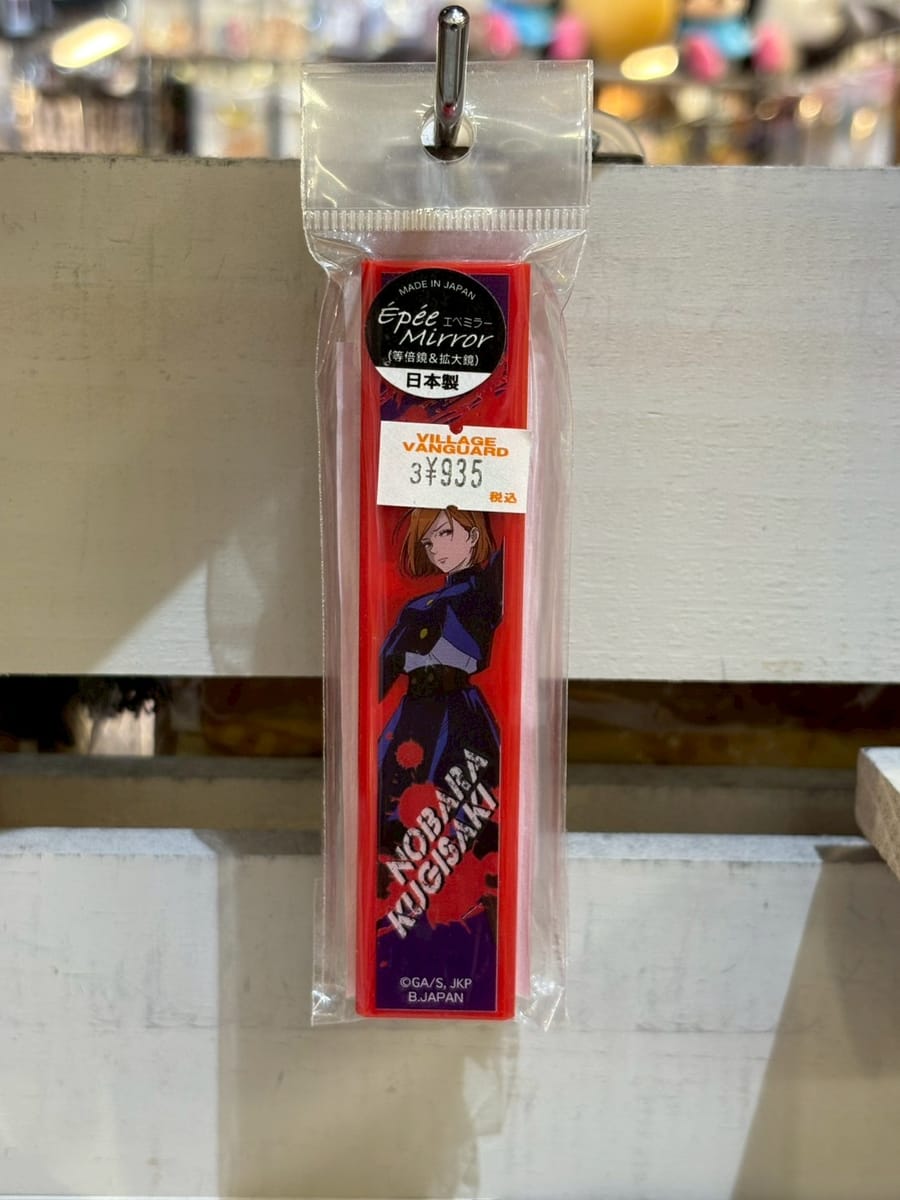 MADE IN JAPAN
Épée エペミラー
Mirror
(等倍鏡&拡大鏡)
日本製
VILLAGE
VANGUARD
3¥935
税込
NOBARA
KUGISAKI
©GA/S, JKP
B.JAPAN